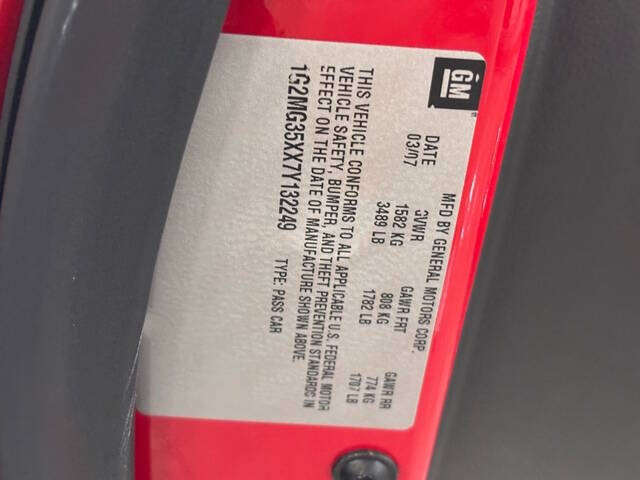 GM
MFD BY GENERAL MOTORS CORP.
DATE GVWR GAWR FRT GAWR RR
03/07 1582 KG 808 KG 774 KG
3489 LB 1782 LB 1707 LB
THIS VEHICLE CONFORMS TO ALL APPLICABLE U.S. FEDERAL MOTOR
VEHICLE SAFETY, BUMPER, AND THEFT PREVENTION STANDARDS IN
EFFECT ON THE DATE OF MANUFACTURE SHOWN ABOVE.
1G2MG35XX7Y132249 TYPE: PASS CAR